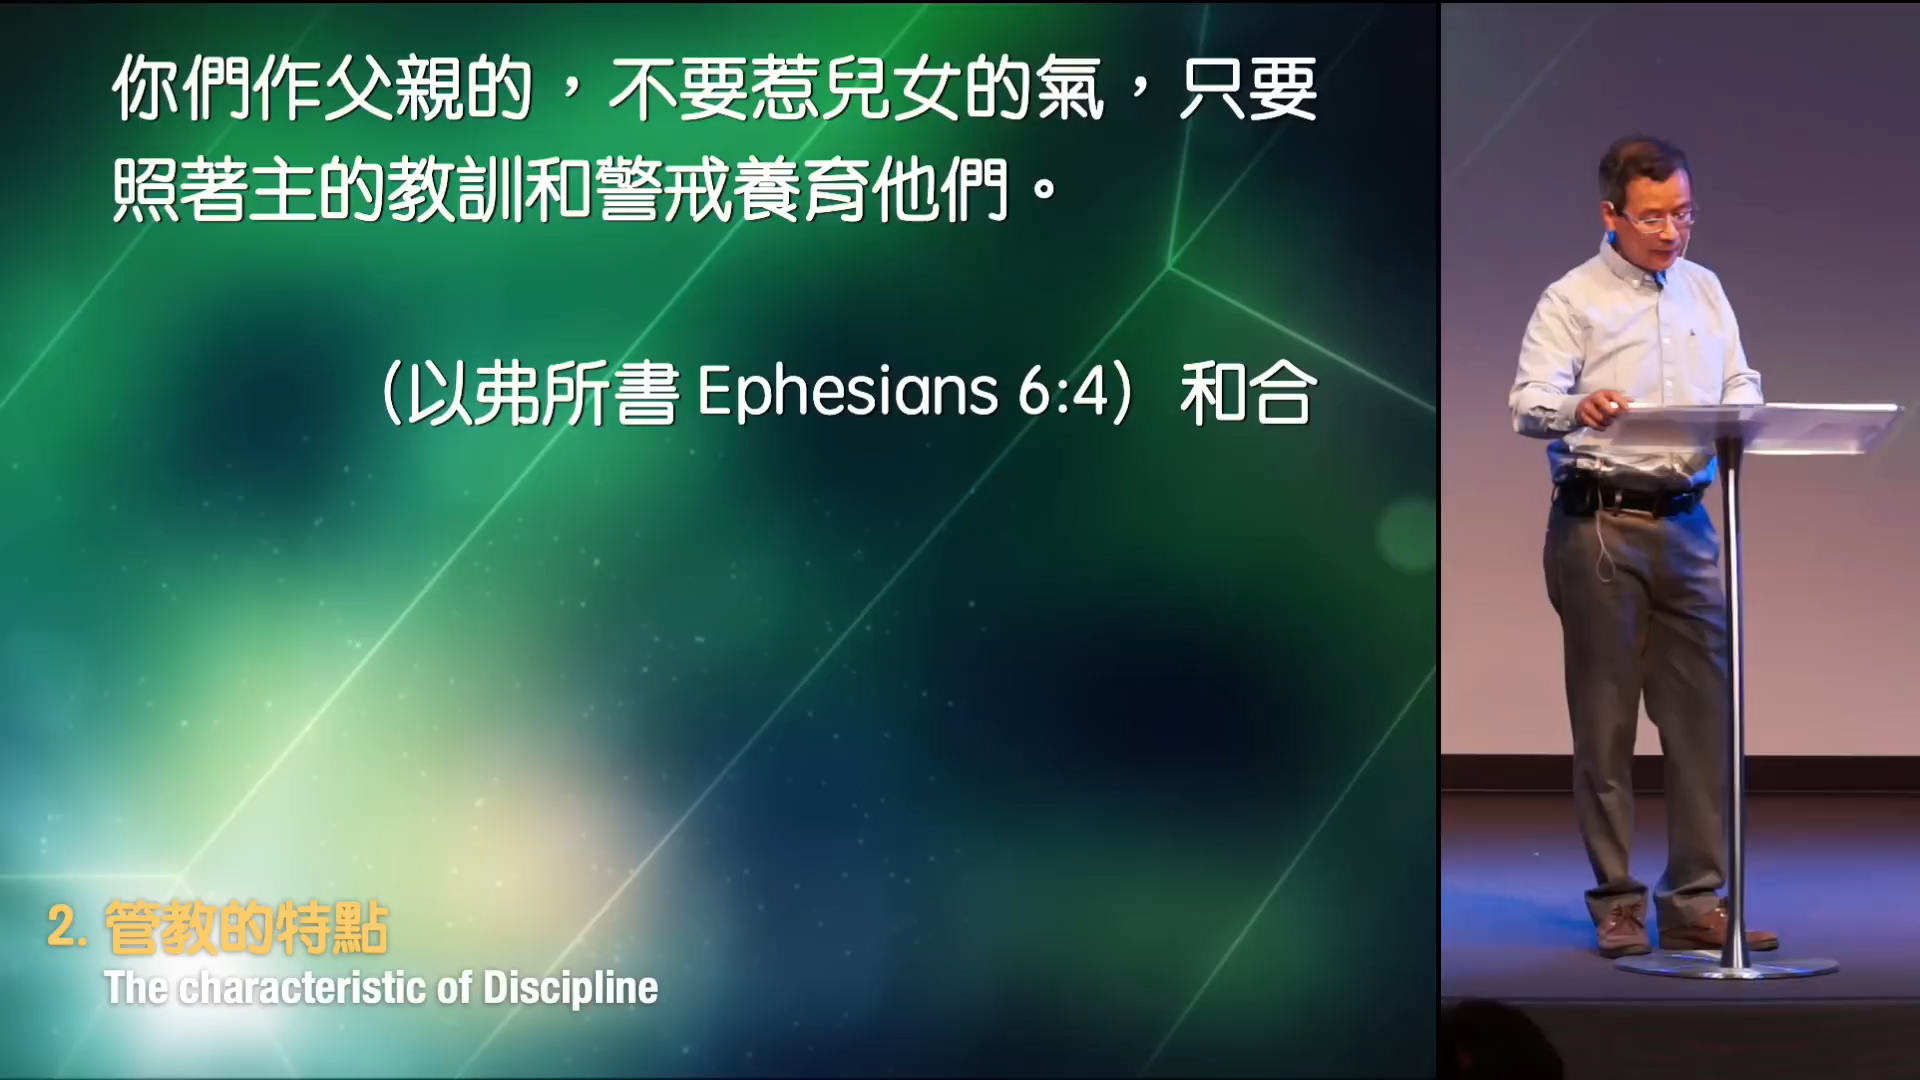 你們作父親的，不要惹兒女的氣，只要
照著主的教訓和警戒養育他們。
（以弗所書 Ephesians 6:4） 和合
2. 管教的特點
The characteristic of Discipline